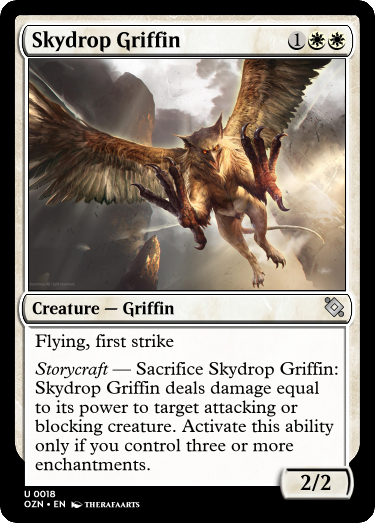 Skydrop Griffin 1
Creature — Griffin
Flying, first strike
Storycraft — Sacrifice Skydrop Griffin:
Skydrop Griffin deals damage equal
to its power to target attacking or
blocking creature. Activate this ability
only if you control three or more
enchantments.
2/2
U 0018
OZN • EN THERAFAARTS